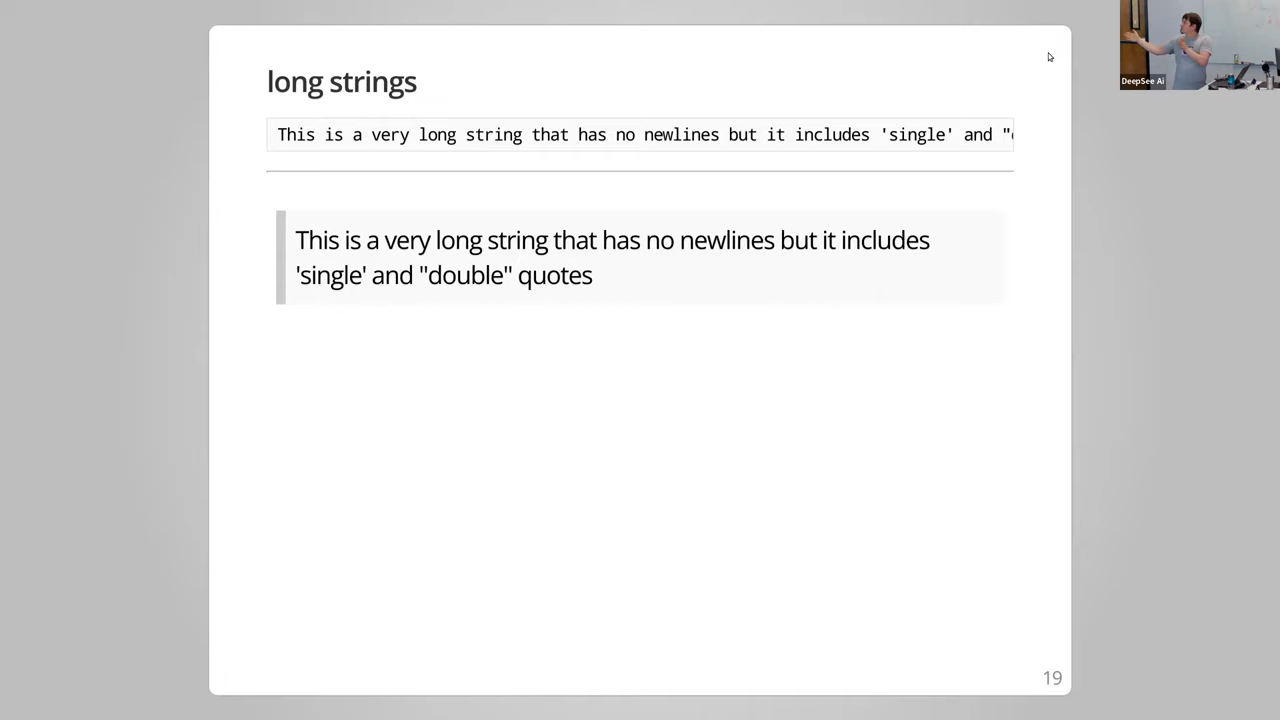 long strings
This is a very long string that has no newlines but it includes 'single' and "
This is a very long string that has no newlines but it includes
'single' and "double" quotes
19
DeepSee Ai